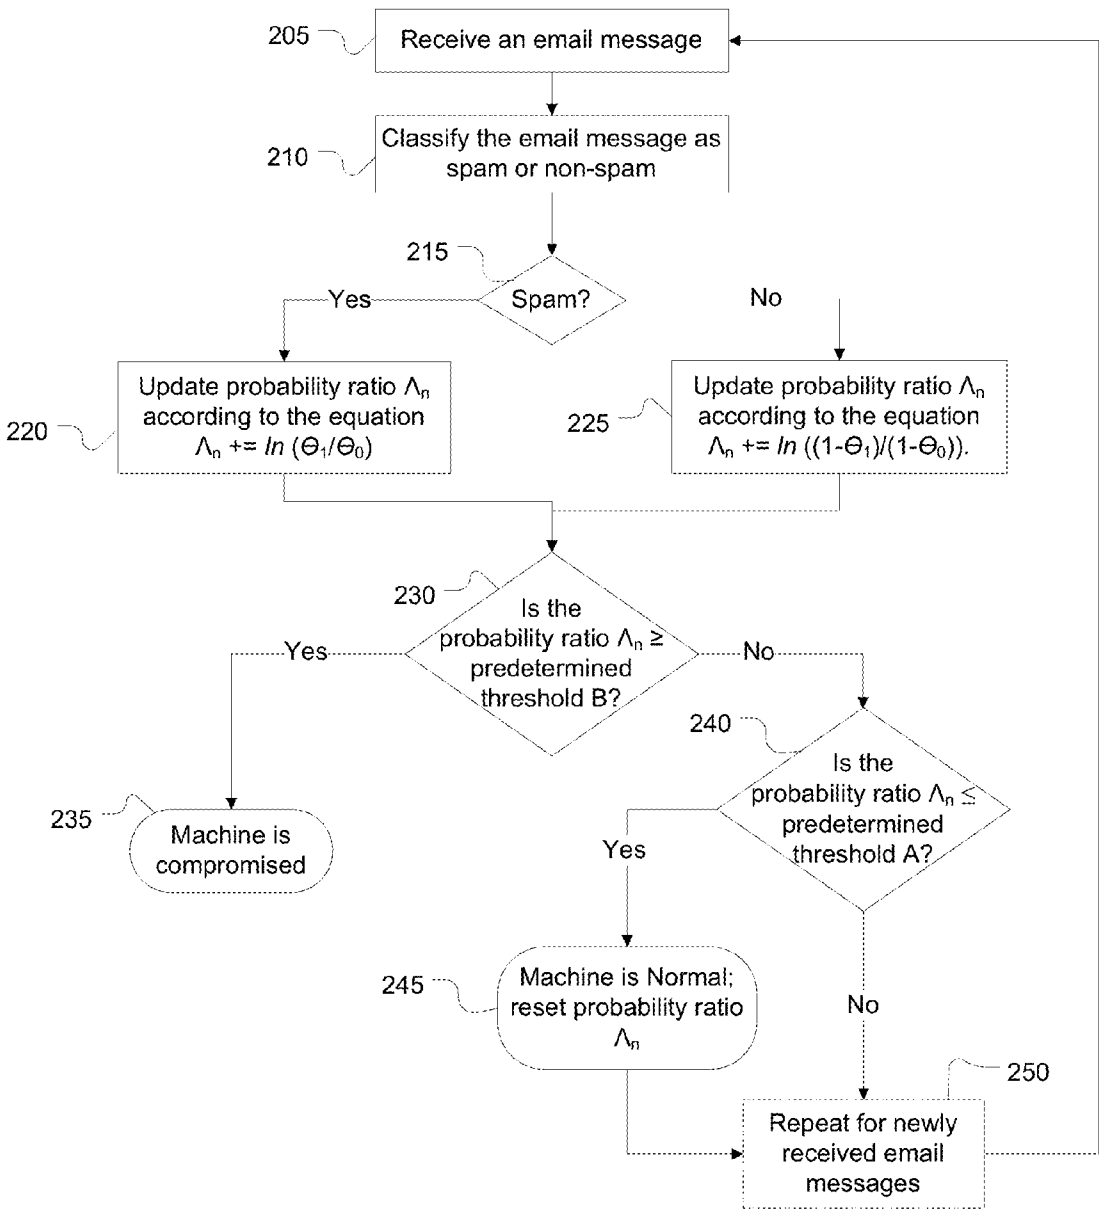 205
Receive an email message
210
Classify the email message as
spam or non-spam
215
Spam?
Yes
No
220
Update probability ratio Λn
according to the equation
Λn += ln (Θ1/Θ0)
225
Update probability ratio Λn
according to the equation
Λn += ln ((1-Θ1)/(1-Θ0)).
230
Is the
probability ratio Λn ≥
predetermined
threshold B?
Yes
No
235
Machine is
compromised
240
Is the
probability ratio Λn ≤
predetermined
threshold A?
Yes
No
245
Machine is Normal;
reset probability ratio
Λn
250
Repeat for newly
received email
messages